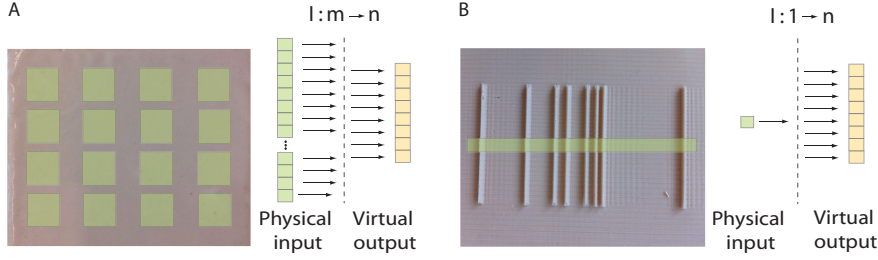 A
I : m → n
Physical input
Virtual output
B
I : 1 → n
Physical input
Virtual output